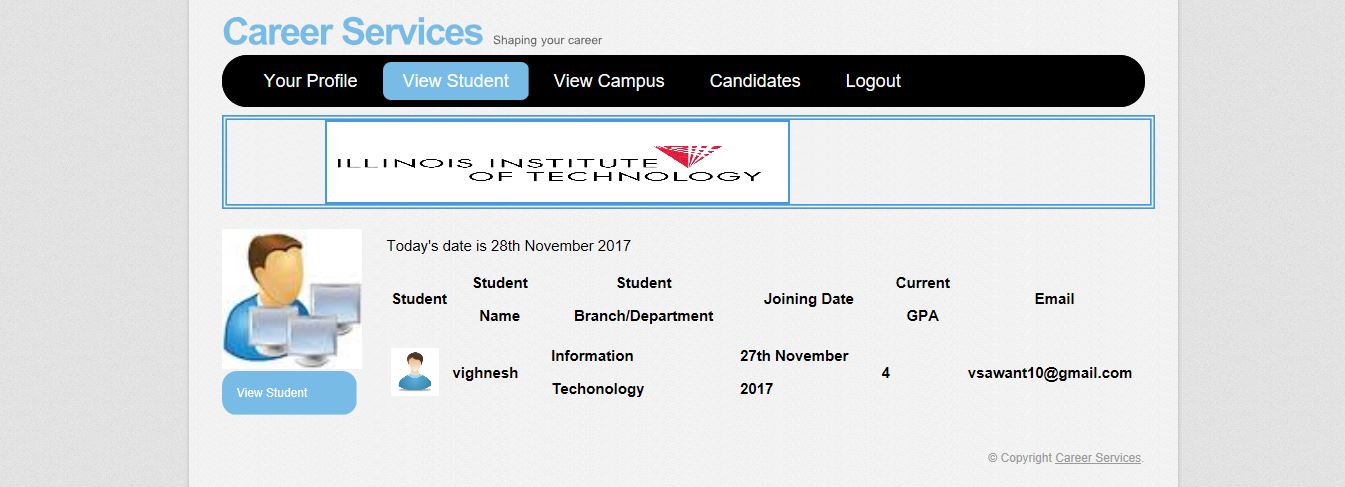 Career Services Shaping your career
Your Profile View Student View Campus Candidates Logout
ILLINOIS INSTITUTE
OF TECHNOLOGY
Today's date is 28th November 2017
Student Student Name Student Branch/Department Joining Date Current GPA Email
vighnesh Information Techonology 27th November 2017 4 vsawant10@gmail.com
View Student
© Copyright Career Services.